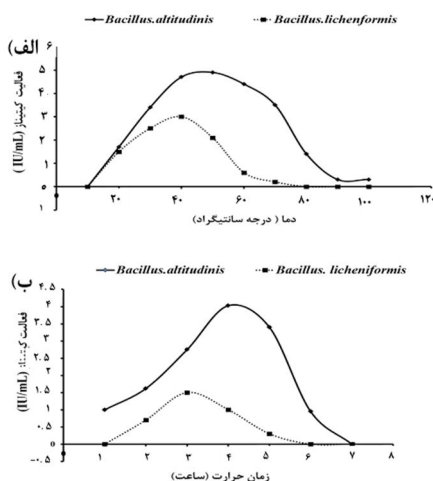 Bacillus.altitudinis Bacillus.lichenformis
الف)
فعالیت کیتیناز (IU/mL)
۶
۵
۴
۳
۲
۱
۵
۱
۲۰ ۴۰ ۶۰ ۸۰ ۱۰۰ ۱۲۰
دما ( درجه سانتیگراد)
Bacillus.altitudinis Bacillus. licheniformis
ب)
فعالیت کیتیناز (IU/mL)
۴.۵
۴
۳.۵
۳
۲.۵
۲
۱.۵
۱
۰.۵
۰
-۰.۵
۱ ۲ ۳ ۴ ۵ ۶ ۷ ۸
زمان حرارت (ساعت)